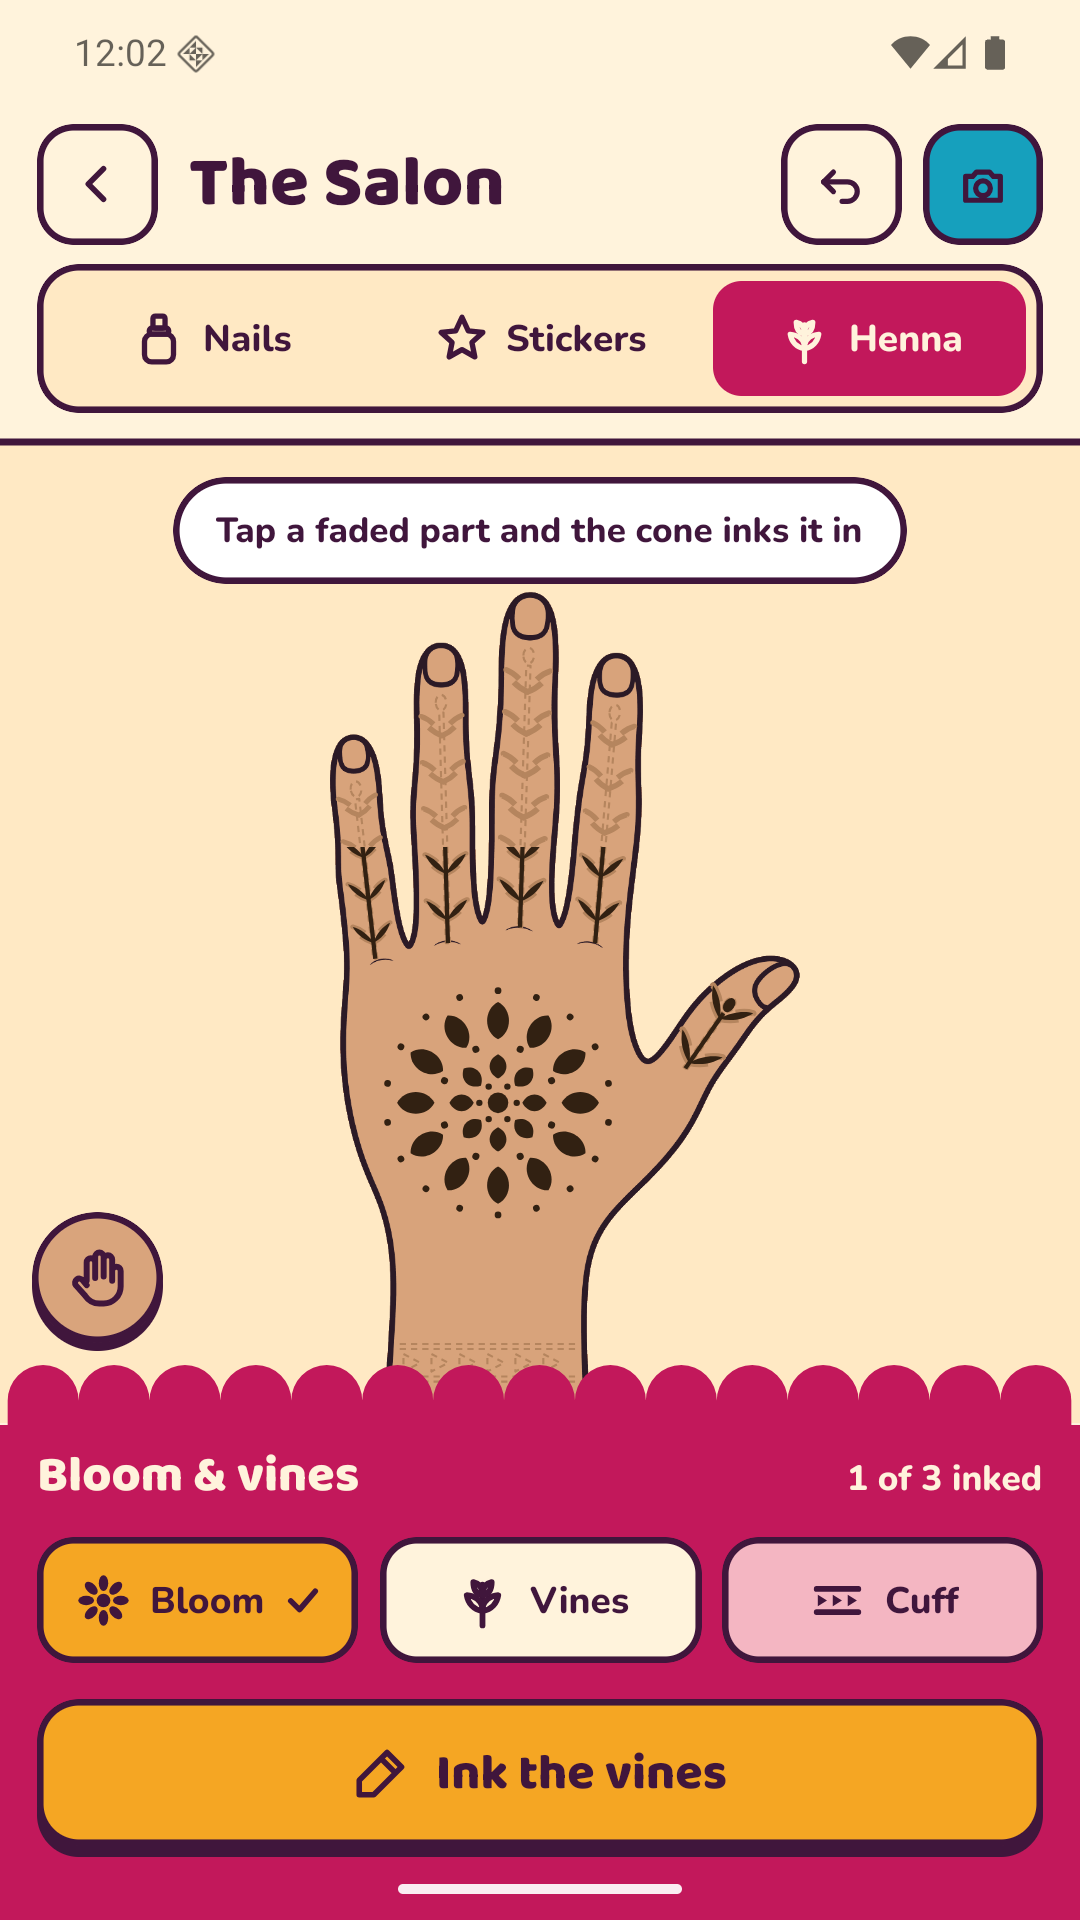 12:02
The Salon
Nails
Stickers
Henna
Tap a faded part and the cone inks it in
Bloom & vines
1 of 3 inked
Bloom
Vines
Cuff
Ink the vines